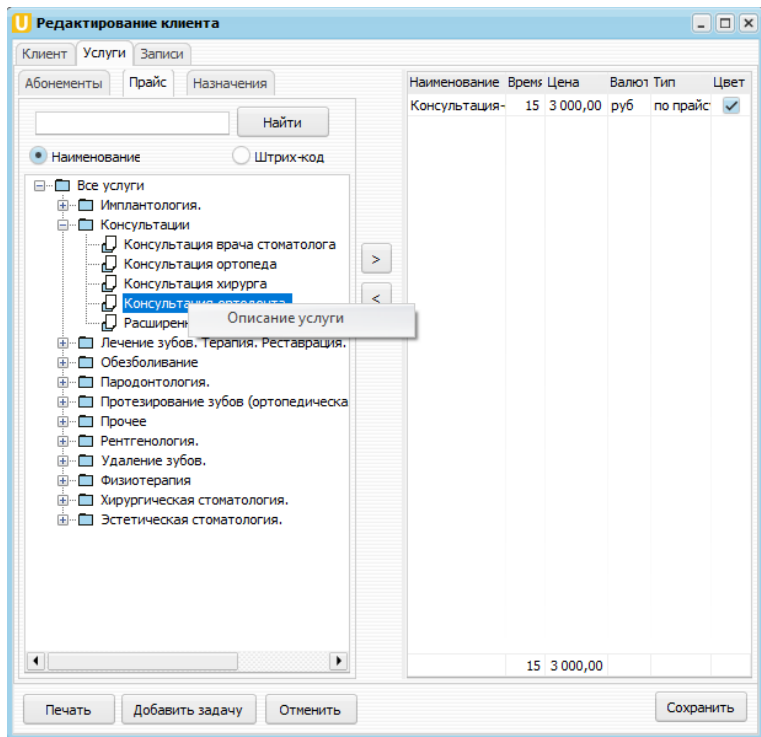 Редактирование клиента
Клиент Услуги Записи
Абонементы Прайс Назначения
Найти
Наименование Штрих-код
Все услуги
Имплантология.
Консультации
Консультация врача стоматолога
Консультация ортопеда
Консультация хирурга
Консультация ортодонта
Расширенн
Описание услуги
Лечение зубов. Терапия. Реставрация.
Обезболивание
Пародонтология.
Протезирование зубов (ортопедическа
Прочее
Рентгенология.
Удаление зубов.
Физиотерапия
Хирургическая стоматология.
Эстетическая стоматология.
>
<
Наименование Время Цена Валют Тип Цвет
Консультация- 15 3 000,00 руб по прайс
15 3 000,00
Печать Добавить задачу Отменить Сохранить